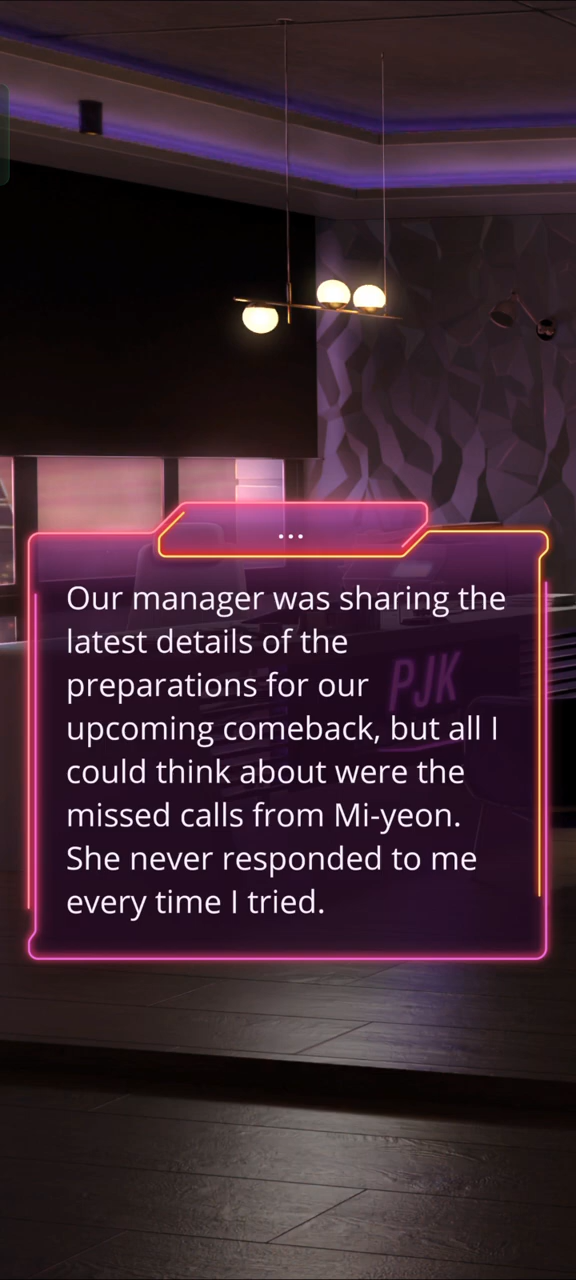 ...
Our manager was sharing the
latest details of the
preparations for our
upcoming comeback, but all I
could think about were the
missed calls from Mi-yeon.
She never responded to me
every time I tried.
PJK